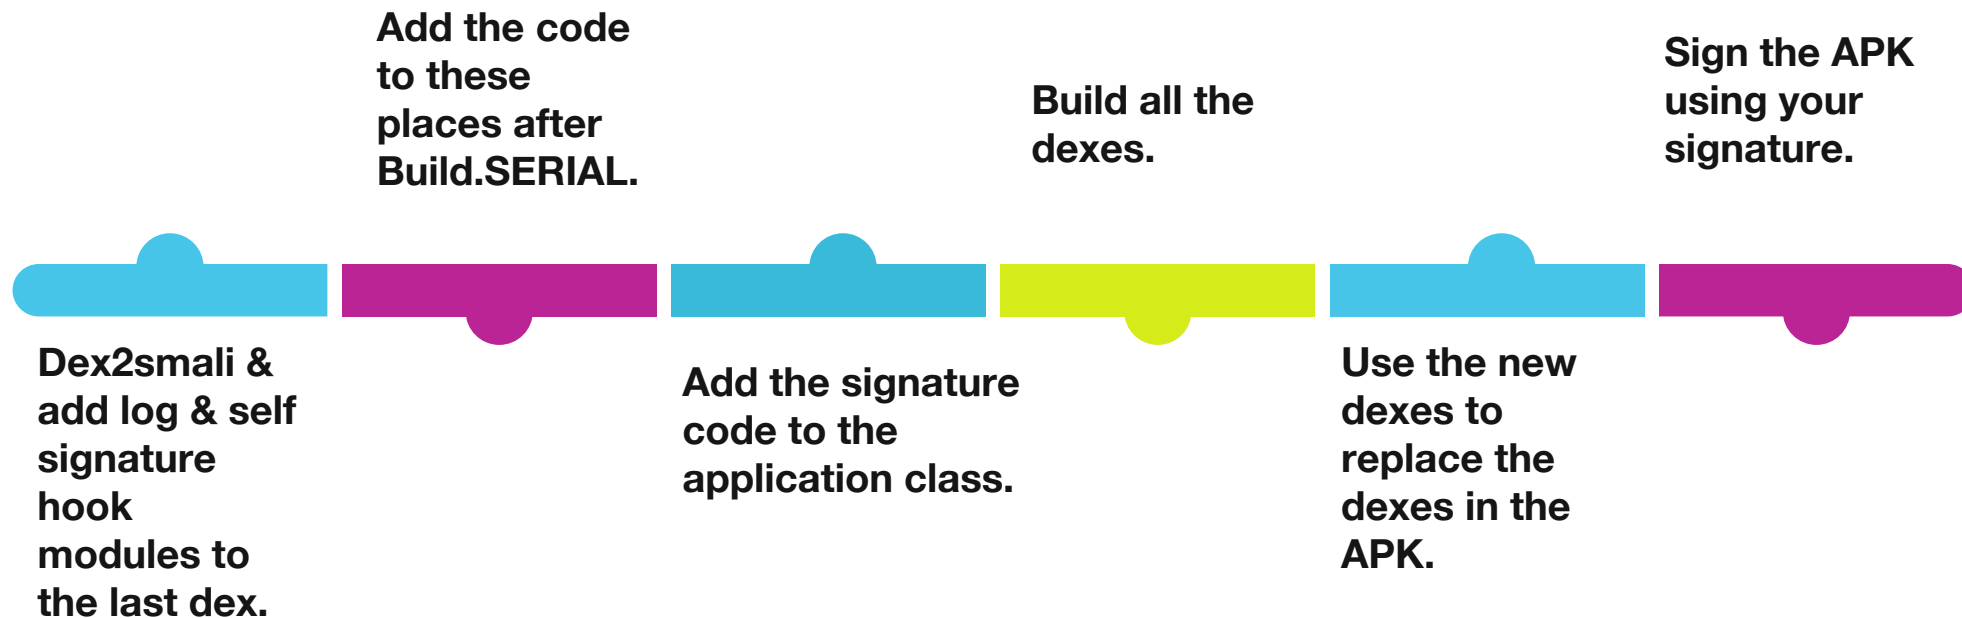 Dex2smali &
add log & self
signature
hook
modules to
the last dex.
Add the code
to these
places after
Build.SERIAL.
Add the signature
code to the
application class.
Build all the
dexes.
Use the new
dexes to
replace the
dexes in the
APK.
Sign the APK
using your
signature.